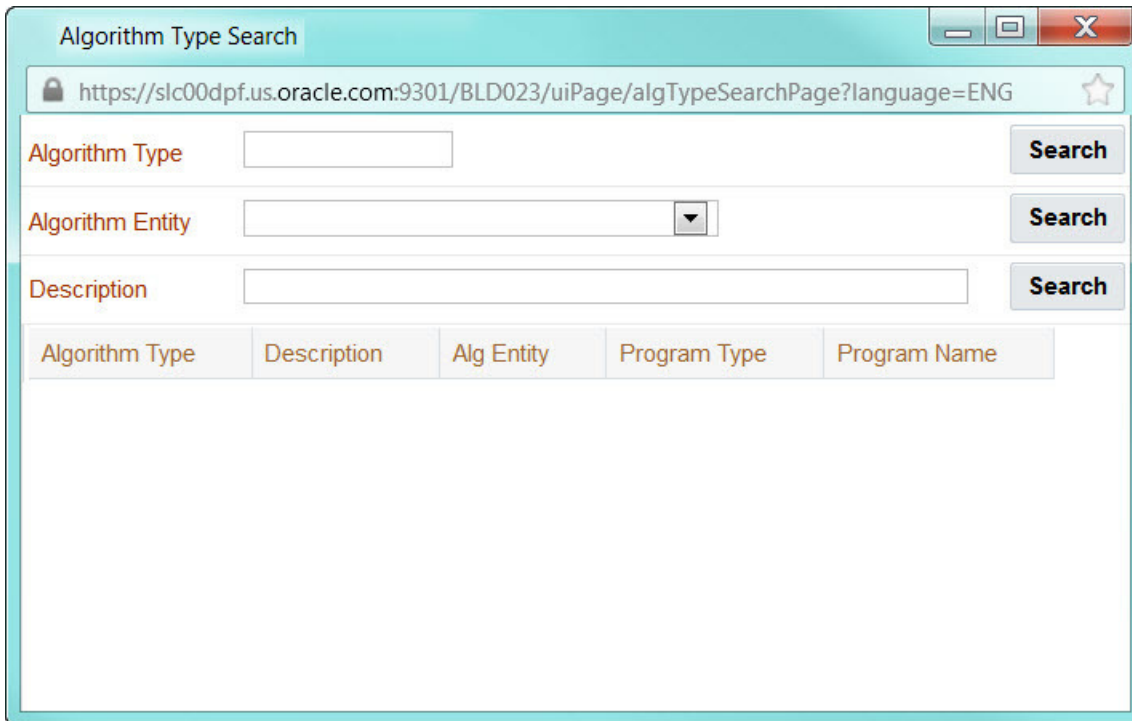 Algorithm Type Search
https://slc00dpf.us.oracle.com:9301/BLD023/uiPage/algTypeSearchPage?language=ENG
Algorithm Type Search
Algorithm Entity Search
Description Search
Algorithm Type Description Alg Entity Program Type Program Name